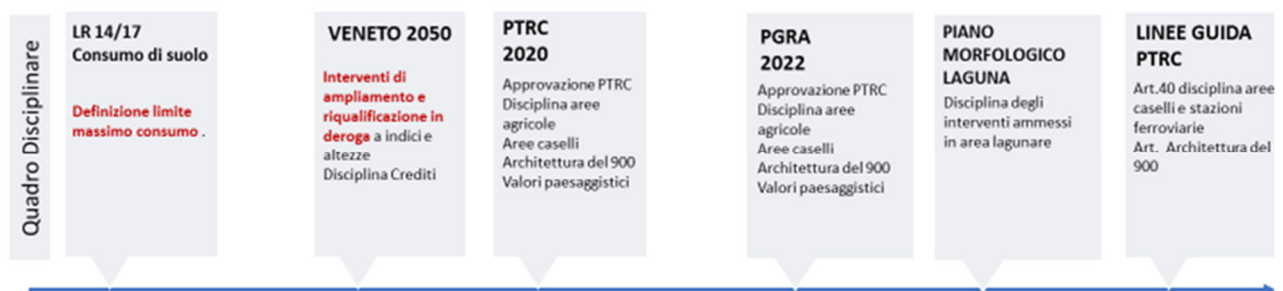 Quadro Disciplinare
LR 14/17
Consumo di suolo
Definizione limite
massimo consumo .
VENETO 2050
Interventi di
ampliamento e
riqualificazione in
deroga a indici e
altezze
Disciplina Crediti
PTRC
2020
Approvazione PTRC
Disciplina aree
agricole
Aree caselli
Architettura del 900
Valori paesaggistici
PGRA
2022
Approvazione PTRC
Disciplina aree
agricole
Aree caselli
Architettura del 900
Valori paesaggistici
PIANO
MORFOLOGICO
LAGUNA
Disciplina degli
interventi ammessi
in area lagunare
LINEE GUIDA
PTRC
Art.40 disciplina aree
caselli e stazioni
ferroviarie
Art. Architettura del
900